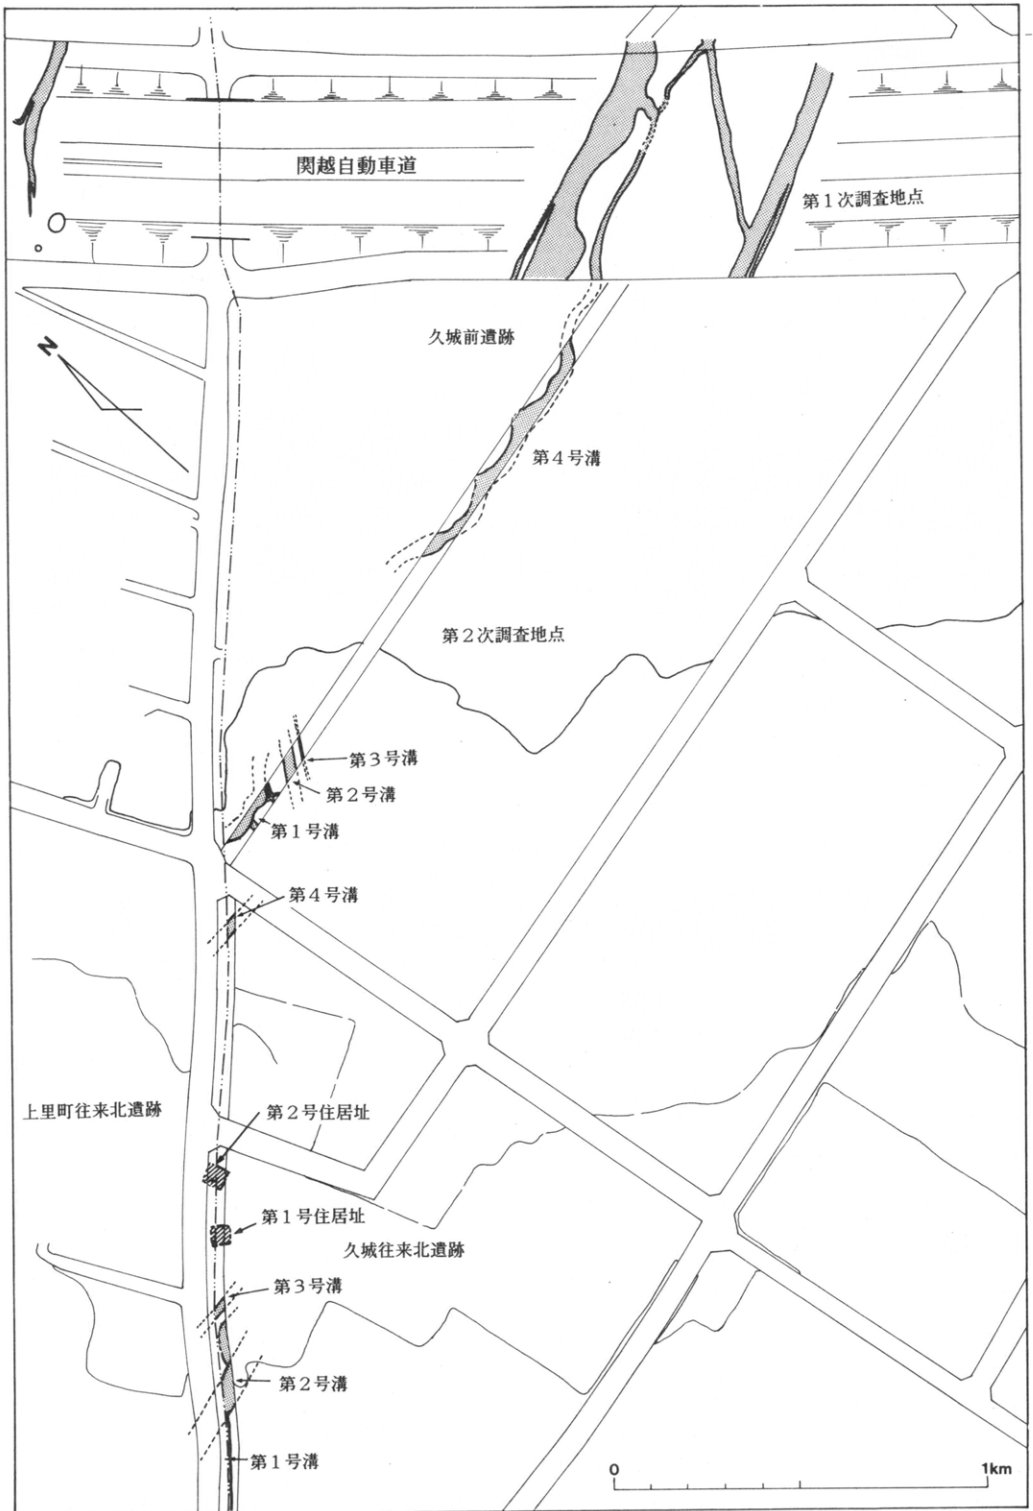 関越自動車道
第1次調査地点
久城前遺跡
N
第4号溝
第2次調査地点
第3号溝
第2号溝
第1号溝
第4号溝
上里町往来北遺跡
第2号住居址
第1号住居址
久城往来北遺跡
第3号溝
第2号溝
第1号溝
0 1km